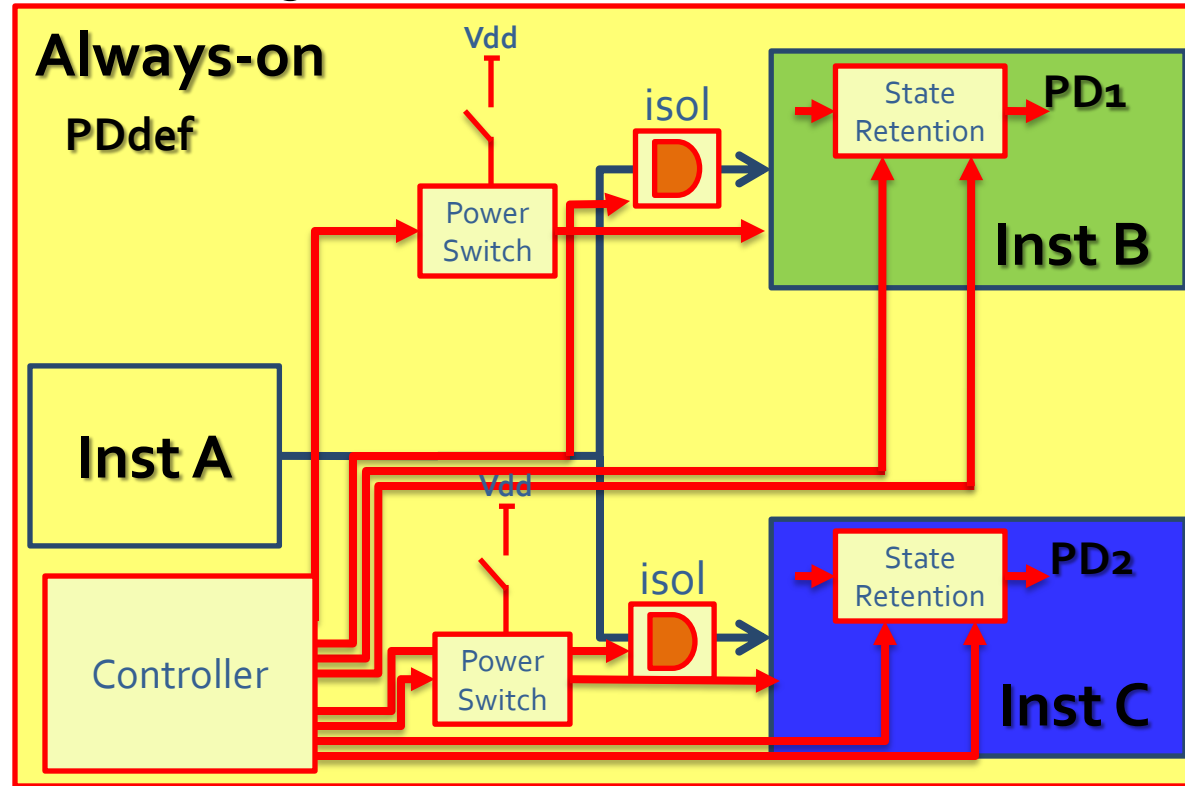 Always-on
PDdef
Vdd
isol
State
Retention
PD1
Power
Switch
Inst B
Inst A
Vdd
isol
State
Retention
PD2
Controller
Power
Switch
Inst C